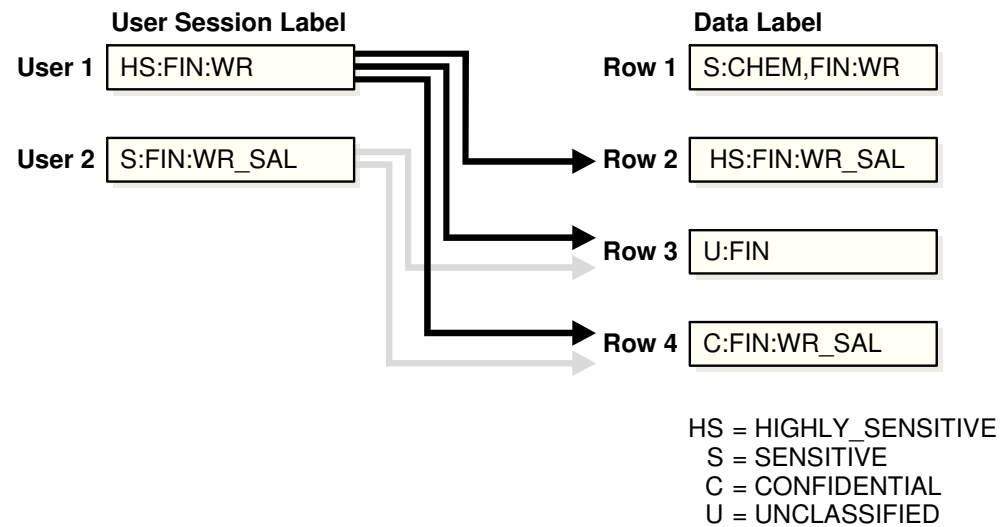 User Session Label
Data Label
User 1 HS:FIN:WR
Row 1 S:CHEM,FIN:WR
User 2 S:FIN:WR_SAL
Row 2 HS:FIN:WR_SAL
Row 3 U:FIN
Row 4 C:FIN:WR_SAL
HS = HIGHLY_SENSITIVE
S = SENSITIVE
C = CONFIDENTIAL
U = UNCLASSIFIED